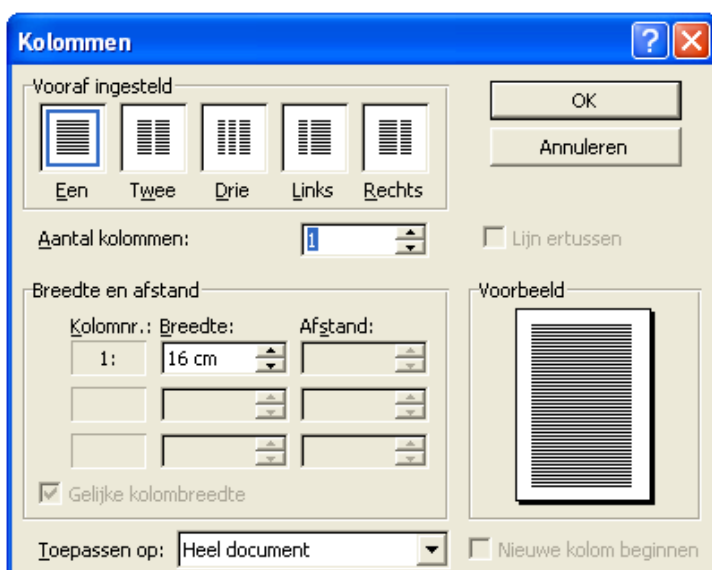 Kolommen
Vooraf ingesteld
OK
Annuleren
Een Twee Drie Links Rechts
Aantal kolommen: 1 Lijn ertussen
Breedte en afstand
Voorbeeld
Kolomnr.: Breedte: Afstand:
1: 16 cm
Gelijke kolombreedte
Toepassen op: Heel document Nieuwe kolom beginnen